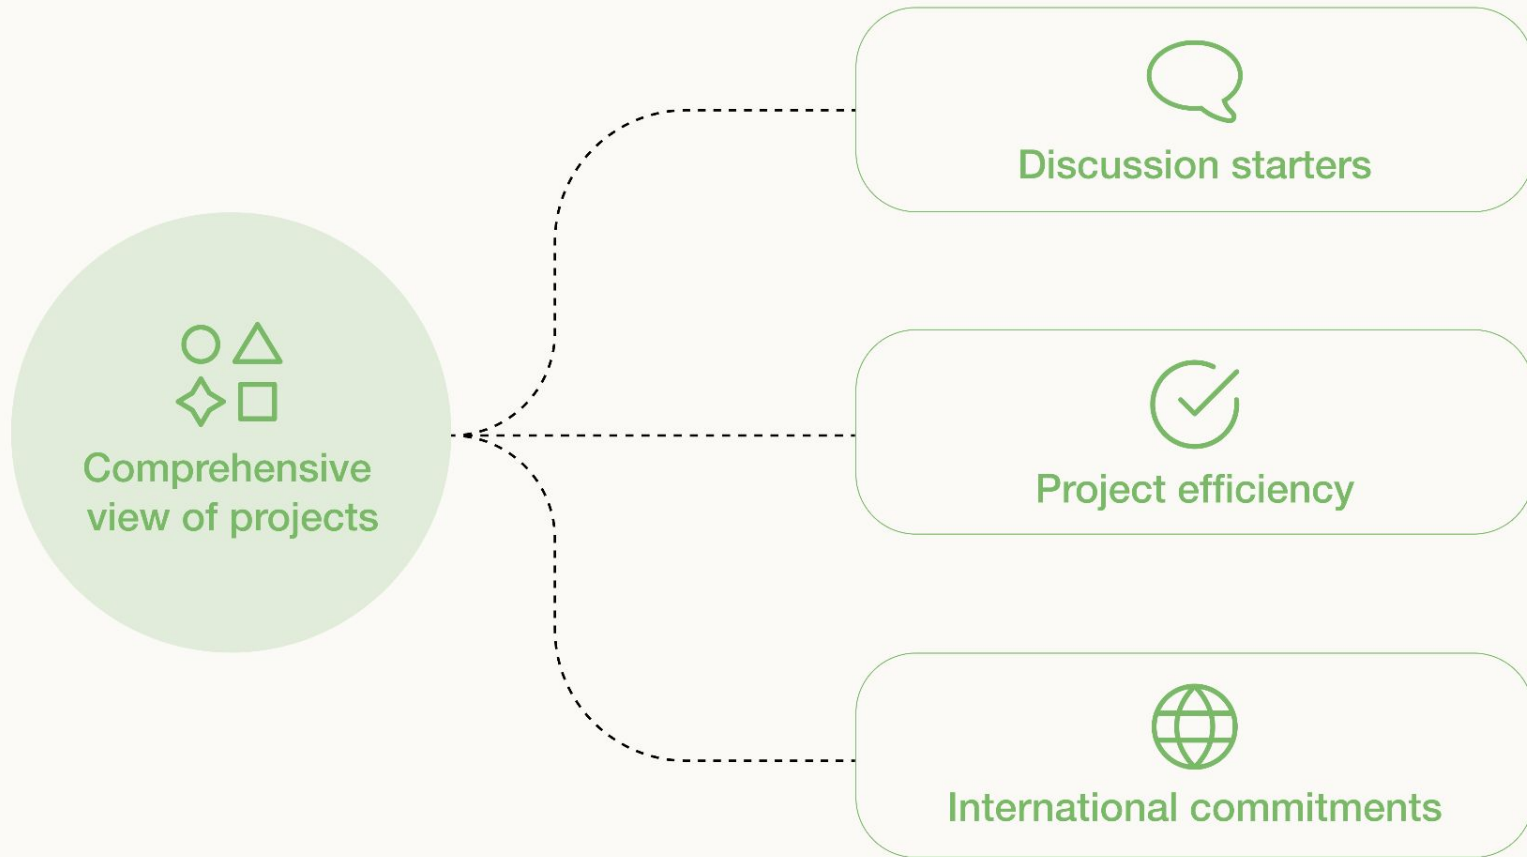 Discussion starters
Comprehensive
view of projects
Project efficiency
International commitments